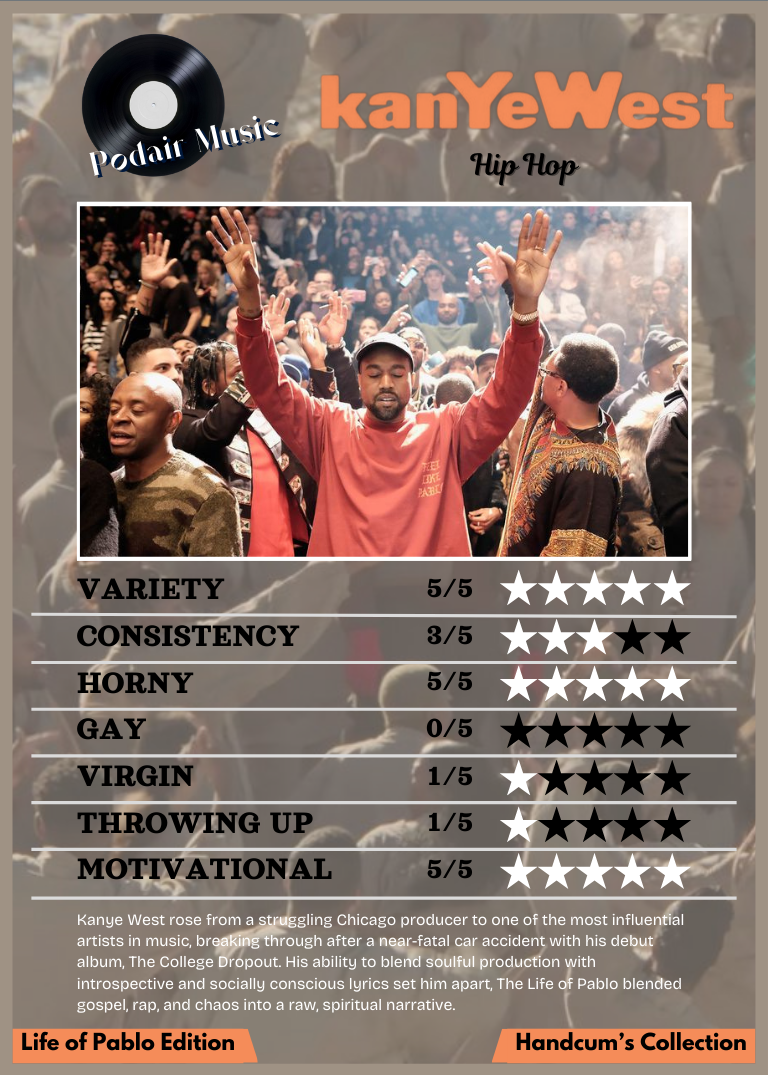 Podair Music
kanYeWest
Hip Hop
FEEL
LIKE
PABLO
VARIETY 5/5
CONSISTENCY 3/5
HORNY 5/5
GAY 0/5
VIRGIN 1/5
THROWING UP 1/5
MOTIVATIONAL 5/5
Kanye West rose from a struggling Chicago producer to one of the most influential
artists in music, breaking through after a near-fatal car accident with his debut
album, The College Dropout. His ability to blend soulful production with
introspective and socially conscious lyrics set him apart, The Life of Pablo blended
gospel, rap, and chaos into a raw, spiritual narrative.
Life of Pablo Edition
Handcum’s Collection